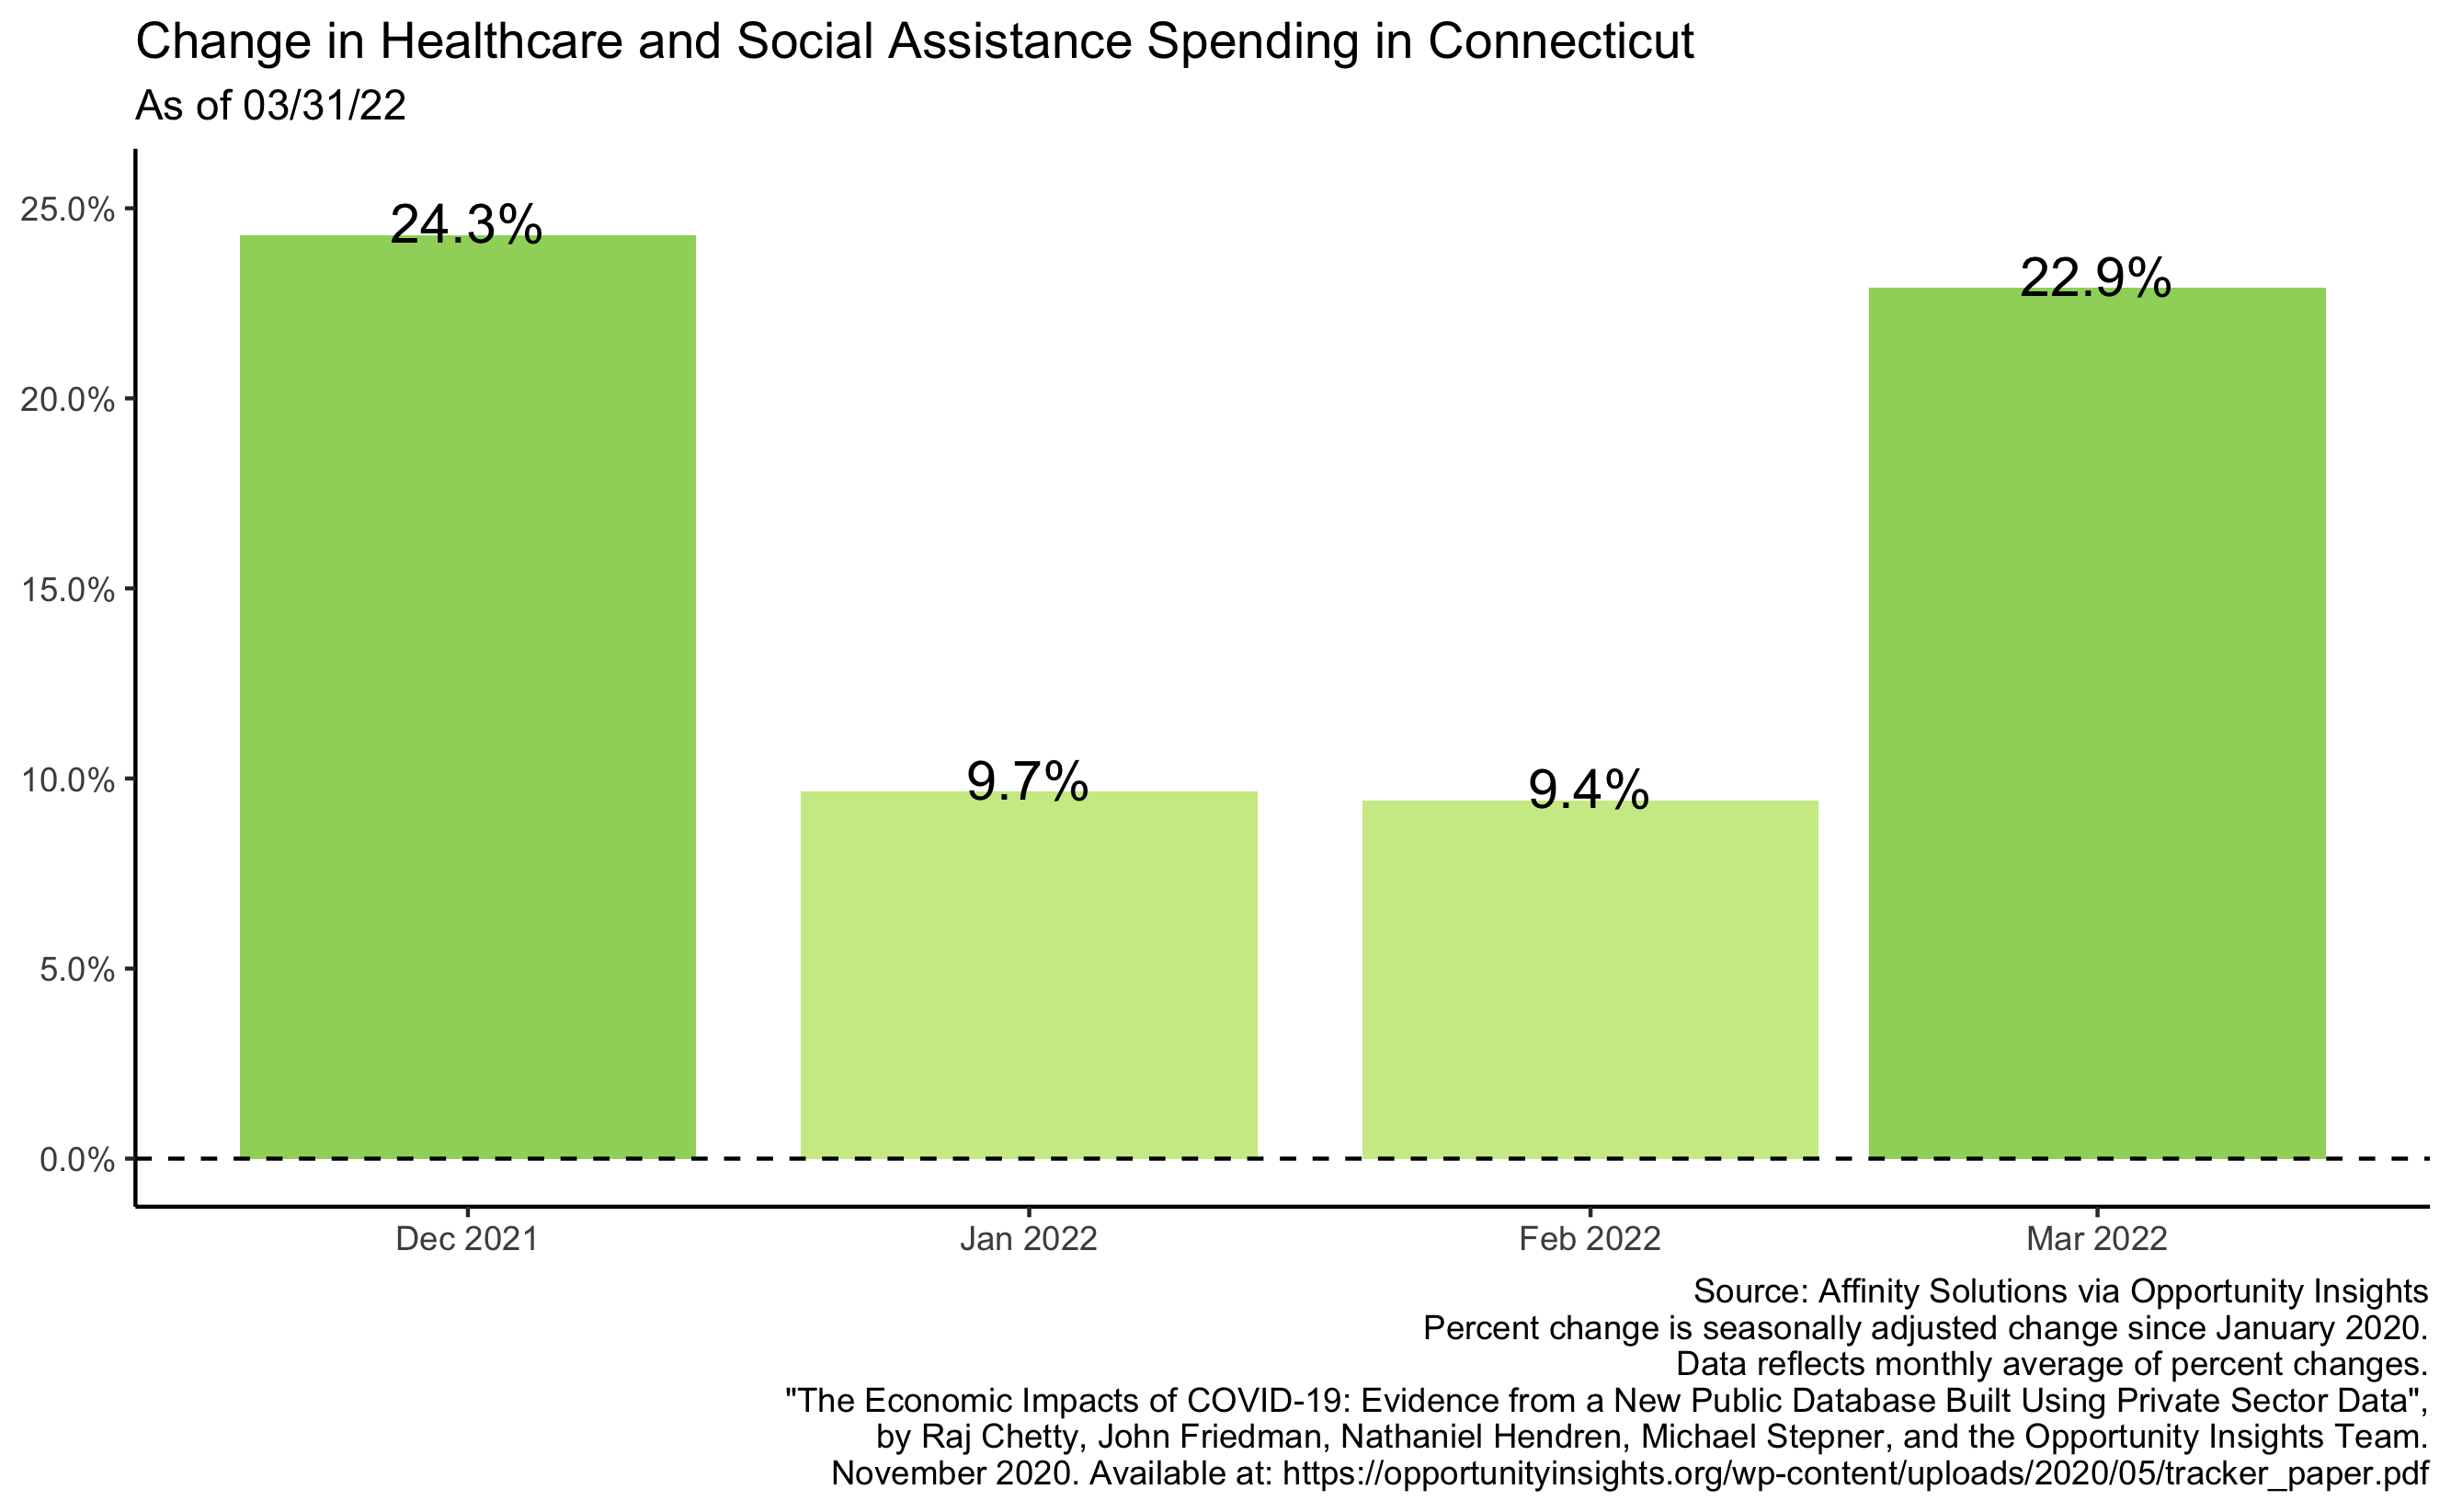 Change in Healthcare and Social Assistance Spending in Connecticut
As of 03/31/22
25.0%
20.0%
15.0%
10.0%
5.0%
0.0%
24.3%
9.7%
9.4%
22.9%
Dec 2021
Jan 2022
Feb 2022
Mar 2022
Source: Affinity Solutions via Opportunity Insights
Percent change is seasonally adjusted change since January 2020.
Data reflects monthly average of percent changes.
"The Economic Impacts of COVID-19: Evidence from a New Public Database Built Using Private Sector Data",
by Raj Chetty, John Friedman, Nathaniel Hendren, Michael Stepner, and the Opportunity Insights Team.
November 2020. Available at: https://opportunityinsights.org/wp-content/uploads/2020/05/tracker_paper.pdf